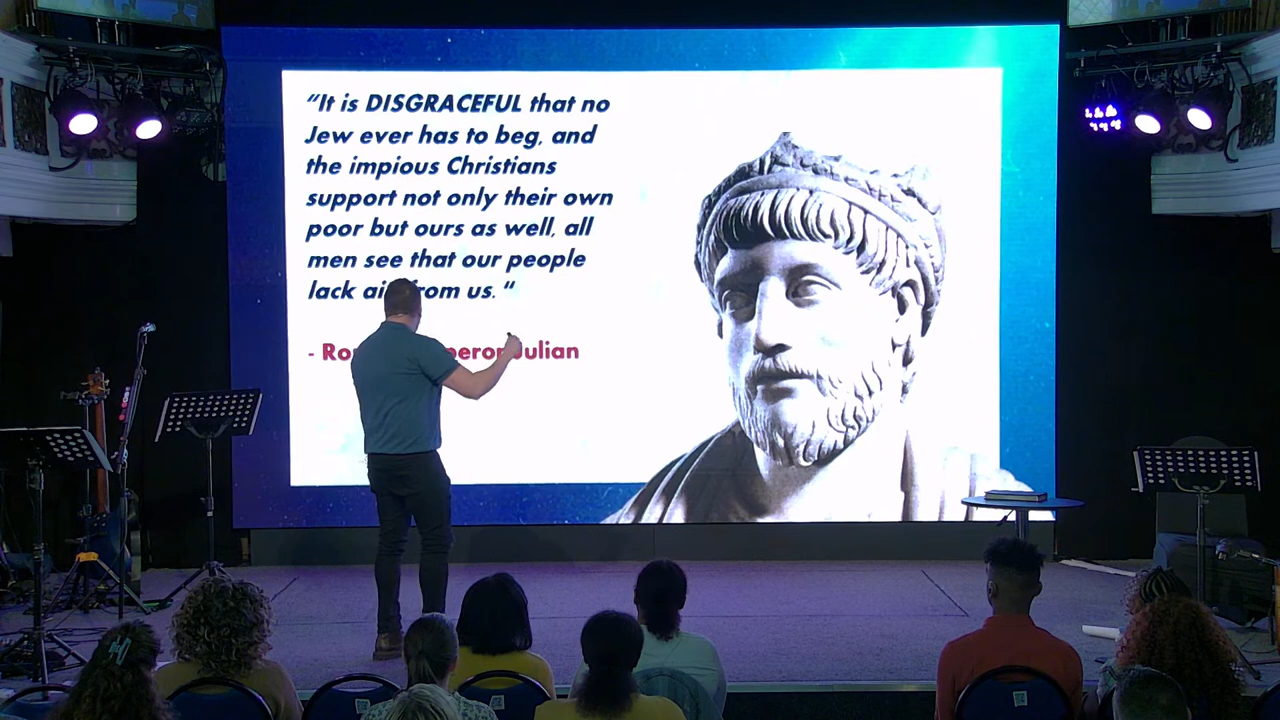 “It is DISGRACEFUL that no
Jew ever has to beg, and
the impious Christians
support not only their own
poor but ours as well, all
men see that our people
lack from us. “
- Julian